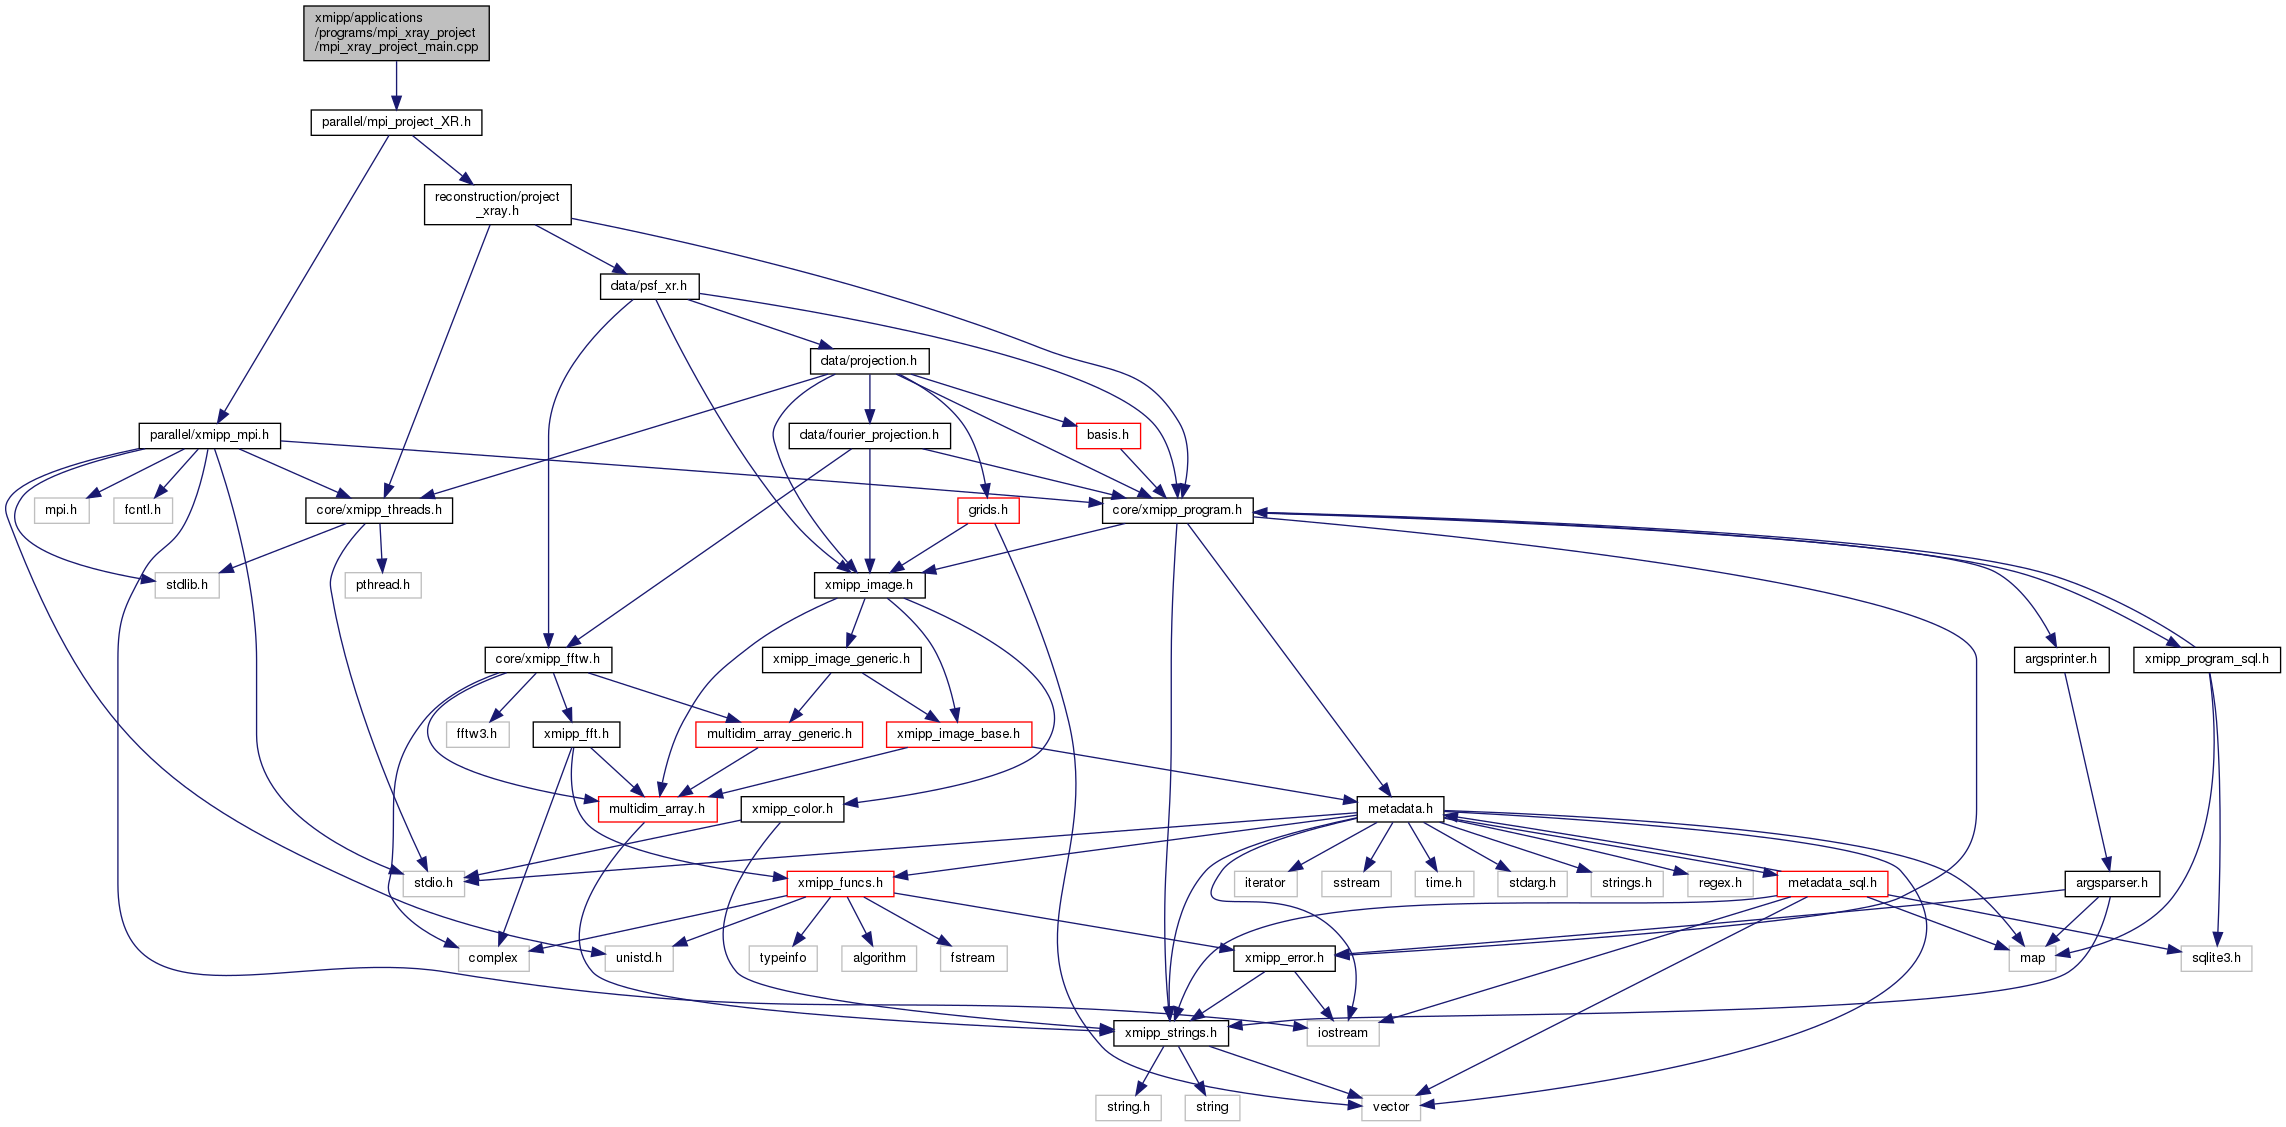 xmipp/applications
/programs/mpi_xray_project
/mpi_xray_project_main.cpp
parallel/mpi_project_XR.h
reconstruction/project
_xray.h
data/psf_xr.h
data/projection.h
parallel/xmipp_mpi.h
data/fourier_projection.h
basis.h
mpi.h
fcntl.h
core/xmipp_threads.h
grids.h
core/xmipp_program.h
stdlib.h
pthread.h
xmipp_image.h
core/xmipp_fftw.h
xmipp_image_generic.h
argsprinter.h
xmipp_program_sql.h
fftw3.h
xmipp_fft.h
multidim_array_generic.h
xmipp_image_base.h
multidim_array.h
xmipp_color.h
metadata.h
stdio.h
xmipp_funcs.h
iterator
sstream
time.h
stdarg.h
strings.h
regex.h
metadata_sql.h
argsparser.h
complex
unistd.h
typeinfo
algorithm
fstream
xmipp_error.h
map
sqlite3.h
xmipp_strings.h
iostream
string.h
string
vector